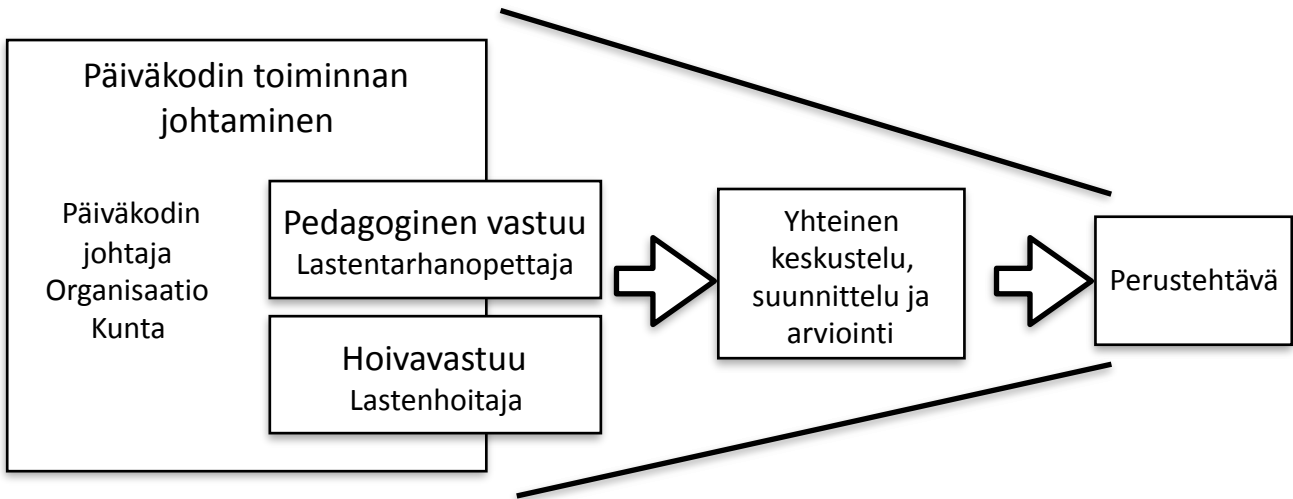 Päiväkodin toiminnan
johtaminen
Päiväkodin
johtaja
Organisaatio
Kunta
Pedagoginen vastuu
Lastentarhanopettaja
Hoivavastuu
Lastenhoitaja
Yhteinen
keskustelu,
suunnittelu ja
arviointi
Perustehtävä